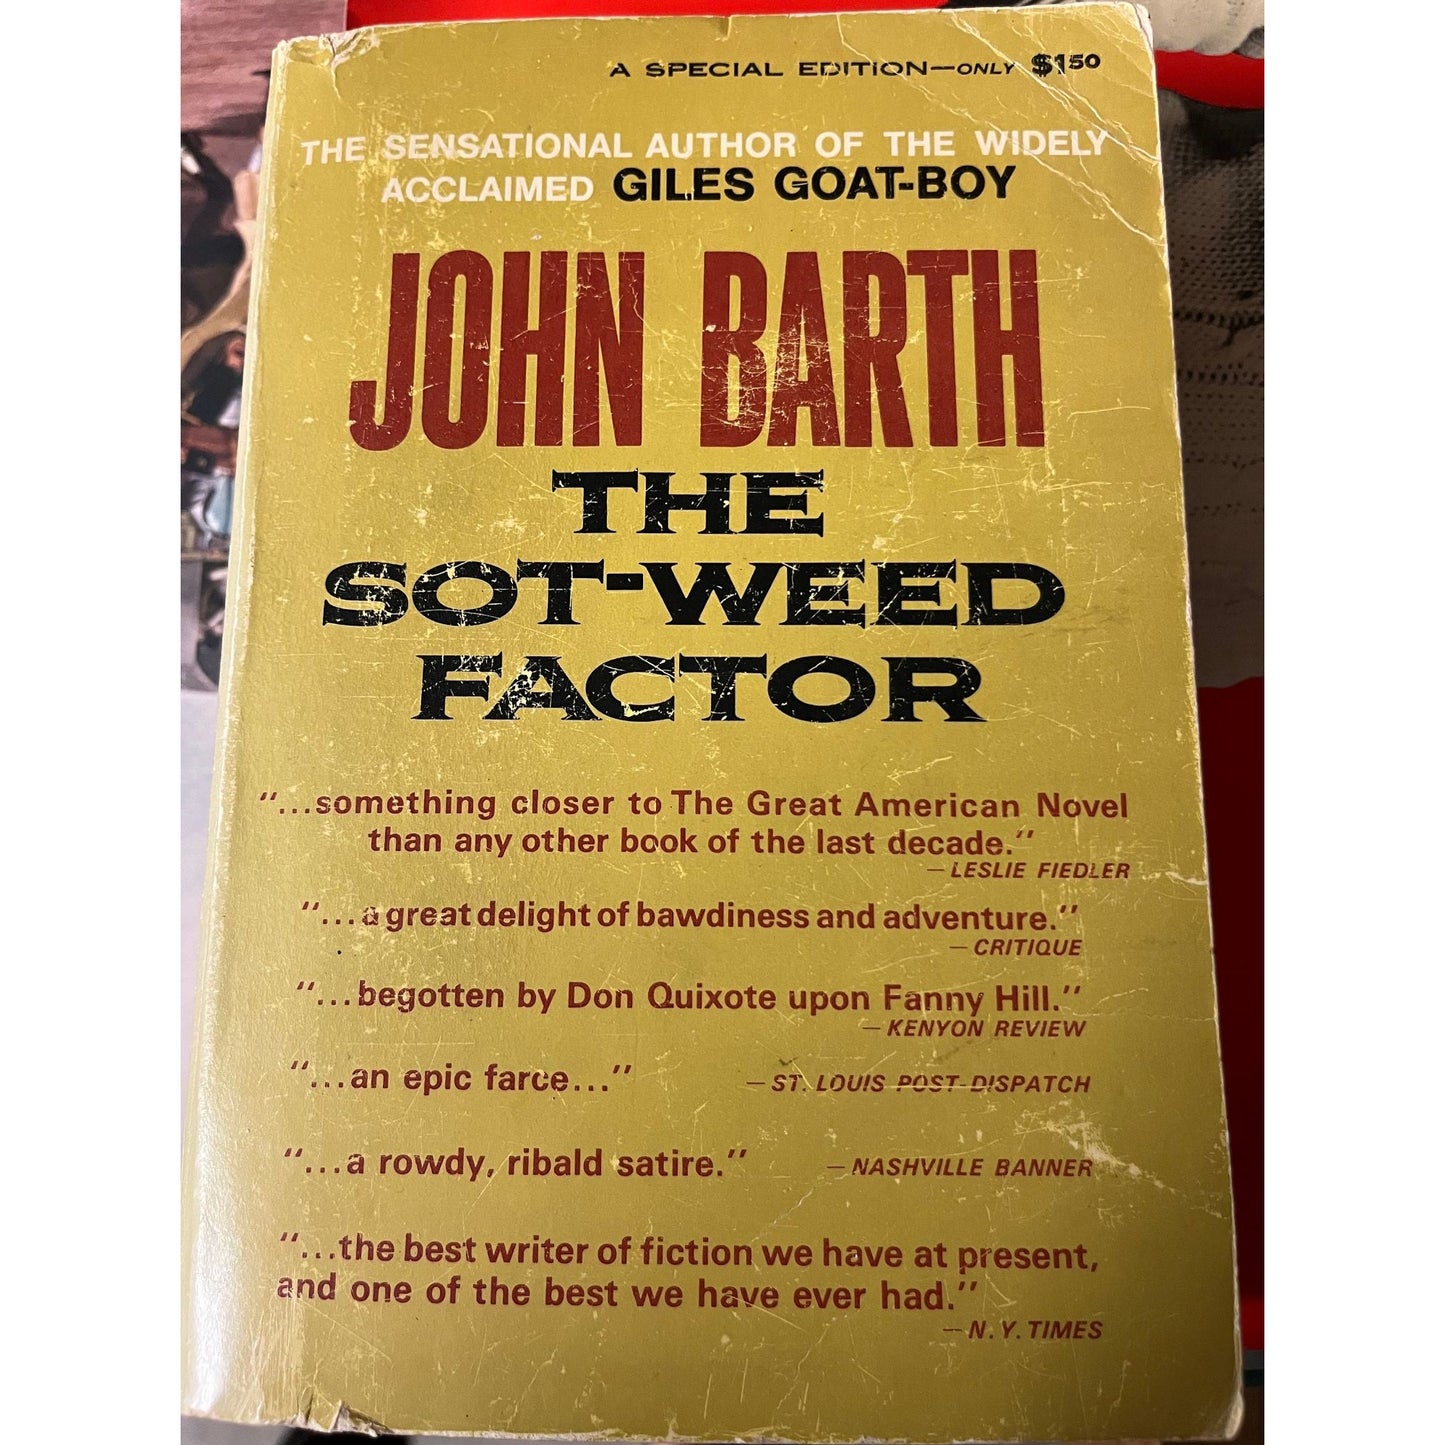 A SPECIAL EDITION—ONLY $1.50
THE SENSATIONAL AUTHOR OF THE WIDELY
ACCLAIMED GILES GOAT-BOY
JOHN BARTH
THE
SOT-WEED
FACTOR
"...something closer to The Great American Novel
than any other book of the last decade."
—LESLIE FIEDLER
"...a great delight of bawdiness and adventure."
—CRITIQUE
"...begotten by Don Quixote upon Fanny Hill."
—KENYON REVIEW
"...an epic farce..." —ST. LOUIS POST-DISPATCH
"...a rowdy, ribald satire." —NASHVILLE BANNER
"...the best writer of fiction we have at present,
and one of the best we have ever had."
—N.Y. TIMES